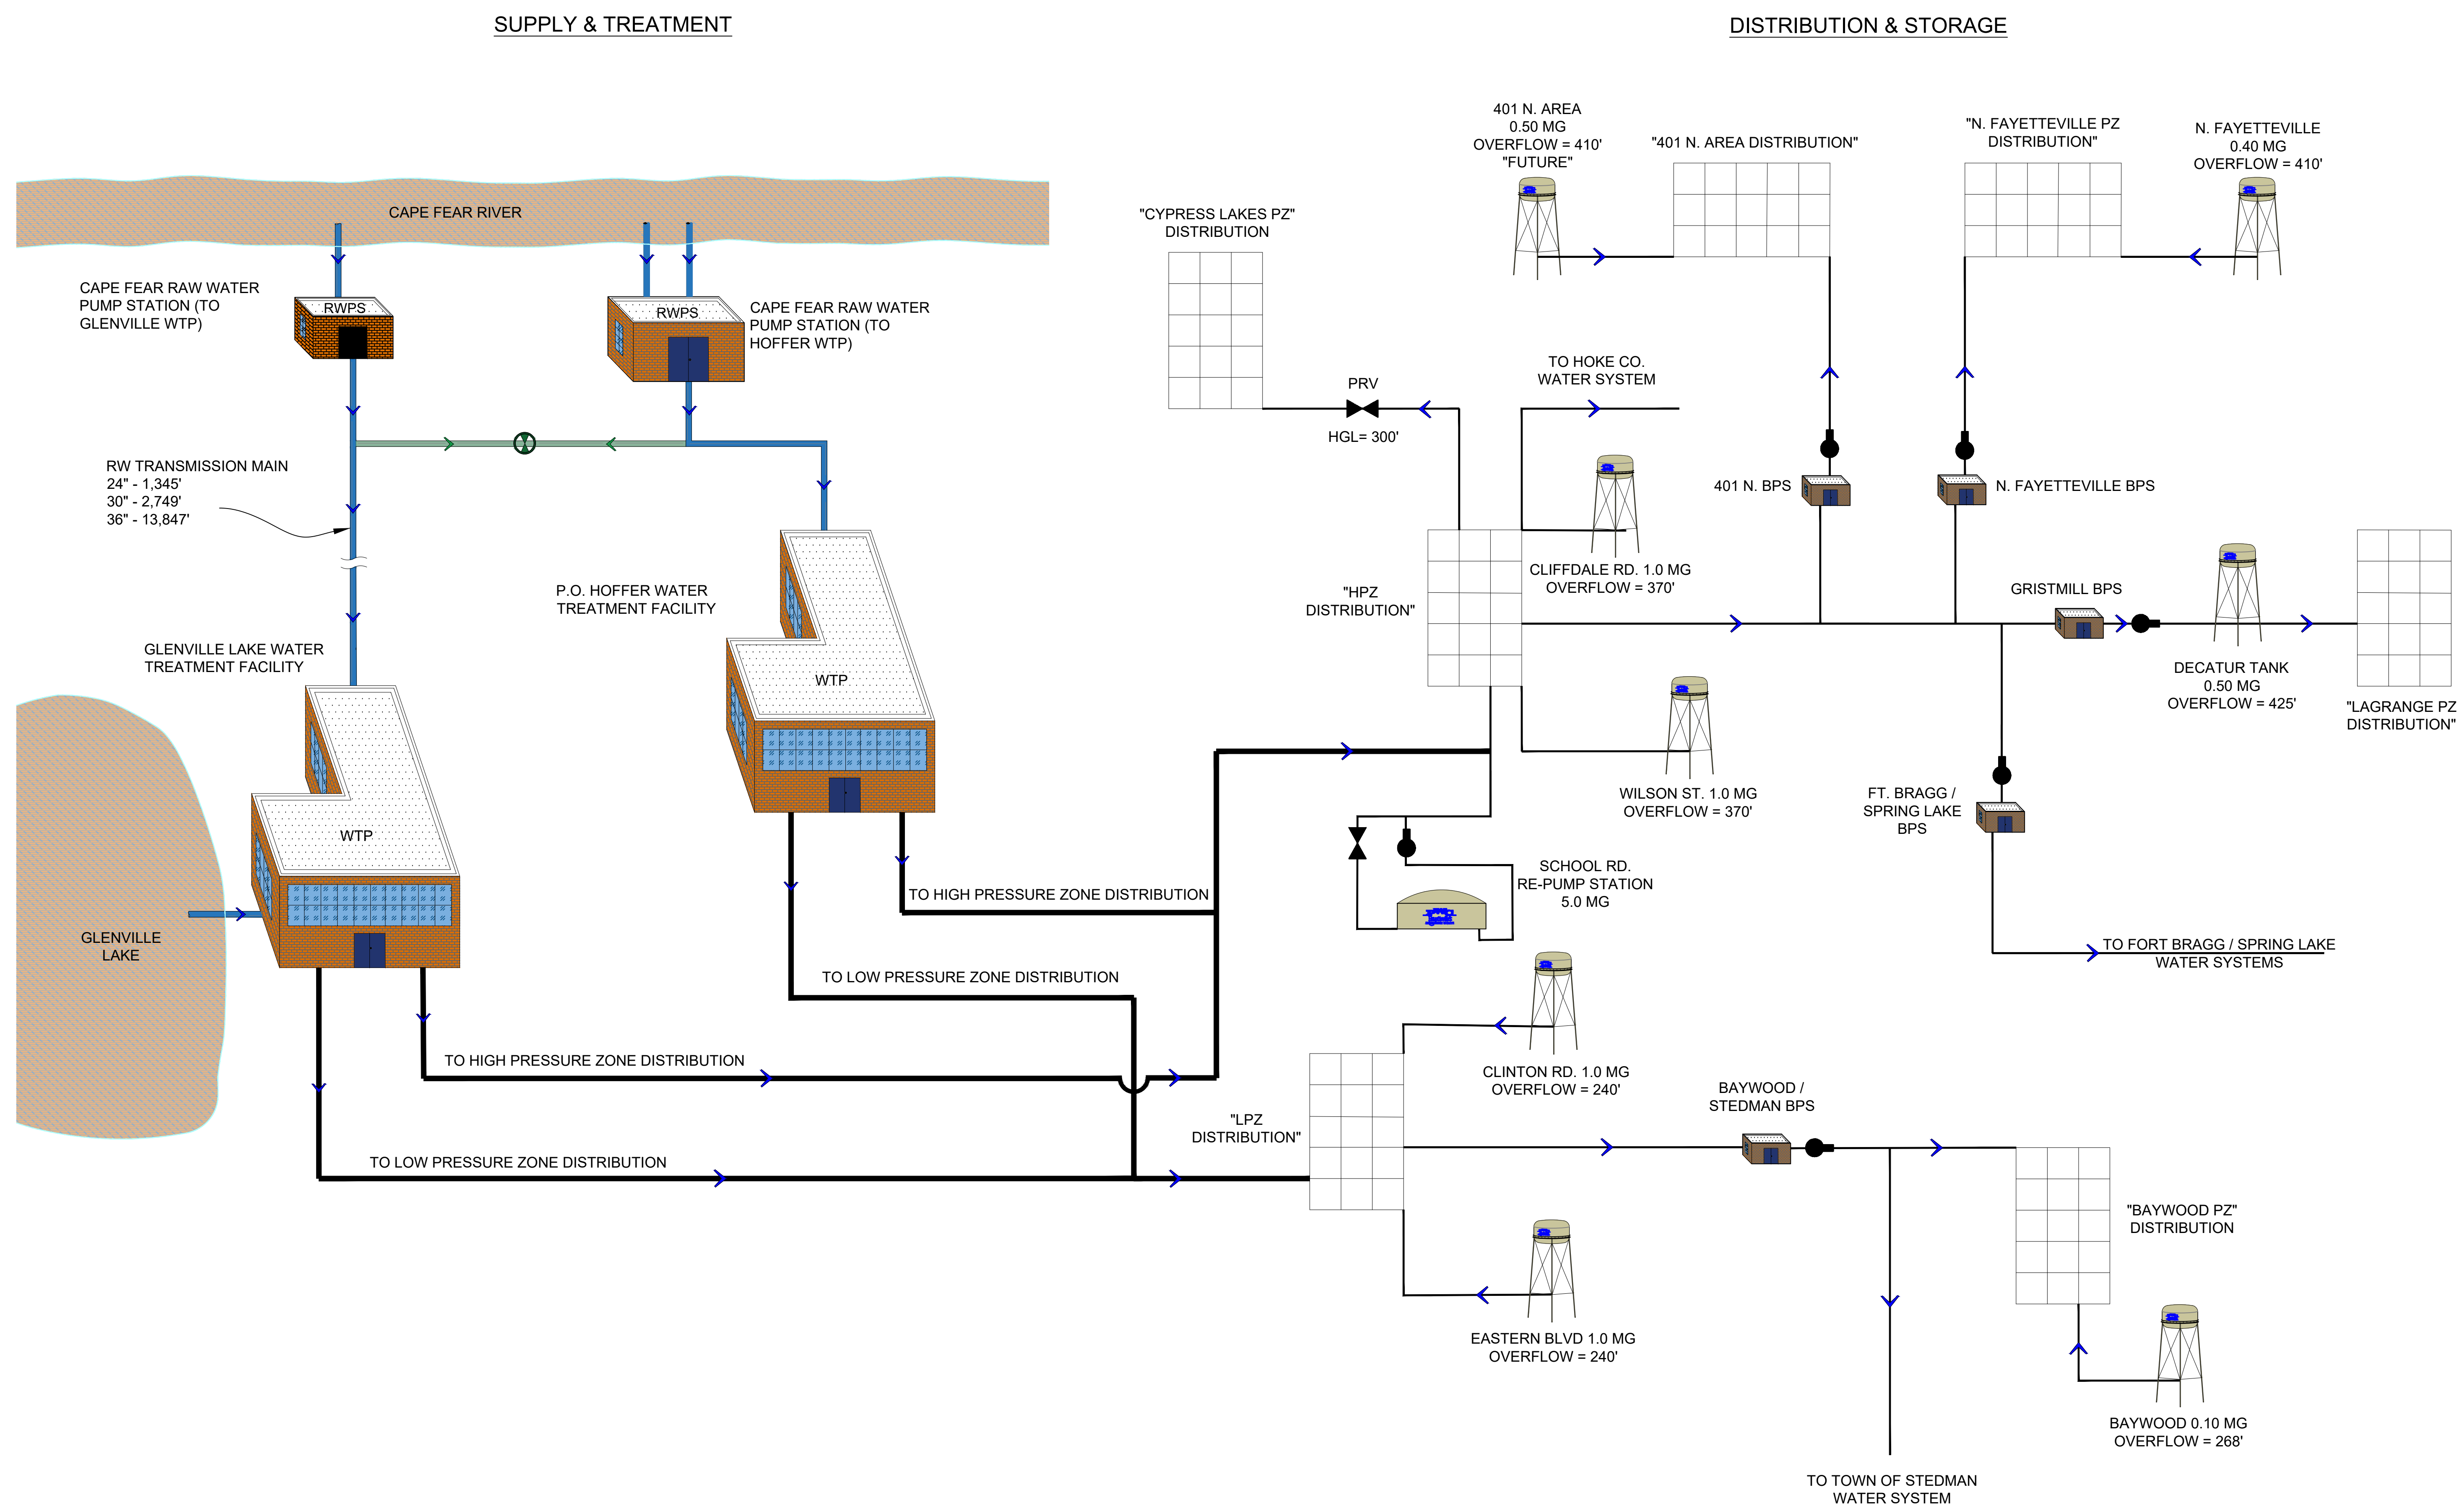 SUPPLY & TREATMENT
DISTRIBUTION & STORAGE
CAPE FEAR RIVER
CAPE FEAR RAW WATER
PUMP STATION (TO
GLENVILLE WTP)
RWPS
RWPS
CAPE FEAR RAW WATER
PUMP STATION (TO
HOFFER WTP)
RW TRANSMISSION MAIN
24" - 1,345'
30" - 2,749'
36" - 13,847'
P.O. HOFFER WATER
TREATMENT FACILITY
WTP
GLENVILLE LAKE WATER
TREATMENT FACILITY
WTP
GLENVILLE
LAKE
TO HIGH PRESSURE ZONE DISTRIBUTION
TO LOW PRESSURE ZONE DISTRIBUTION
TO HIGH PRESSURE ZONE DISTRIBUTION
TO LOW PRESSURE ZONE DISTRIBUTION
"CYPRESS LAKES PZ"
DISTRIBUTION
PRV
HGL= 300'
401 N. AREA
0.50 MG
OVERFLOW = 410'
"FUTURE"
"401 N. AREA DISTRIBUTION"
"N. FAYETTEVILLE PZ
DISTRIBUTION"
N. FAYETTEVILLE
0.40 MG
OVERFLOW = 410'
TO HOKE CO.
WATER SYSTEM
401 N. BPS
N. FAYETTEVILLE BPS
CLIFFDALE RD. 1.0 MG
OVERFLOW = 370'
"HPZ
DISTRIBUTION"
GRISTMILL BPS
DECATUR TANK
0.50 MG
OVERFLOW = 425'
"LAGRANGE PZ
DISTRIBUTION"
WILSON ST. 1.0 MG
OVERFLOW = 370'
FT. BRAGG /
SPRING LAKE
BPS
SCHOOL RD.
RE-PUMP STATION
5.0 MG
TO FORT BRAGG / SPRING LAKE
WATER SYSTEMS
CLINTON RD. 1.0 MG
OVERFLOW = 240'
"LPZ
DISTRIBUTION"
BAYWOOD /
STEDMAN BPS
"BAYWOOD PZ"
DISTRIBUTION
EASTERN BLVD 1.0 MG
OVERFLOW = 240'
BAYWOOD 0.10 MG
OVERFLOW = 268'
TO TOWN OF STEDMAN
WATER SYSTEM